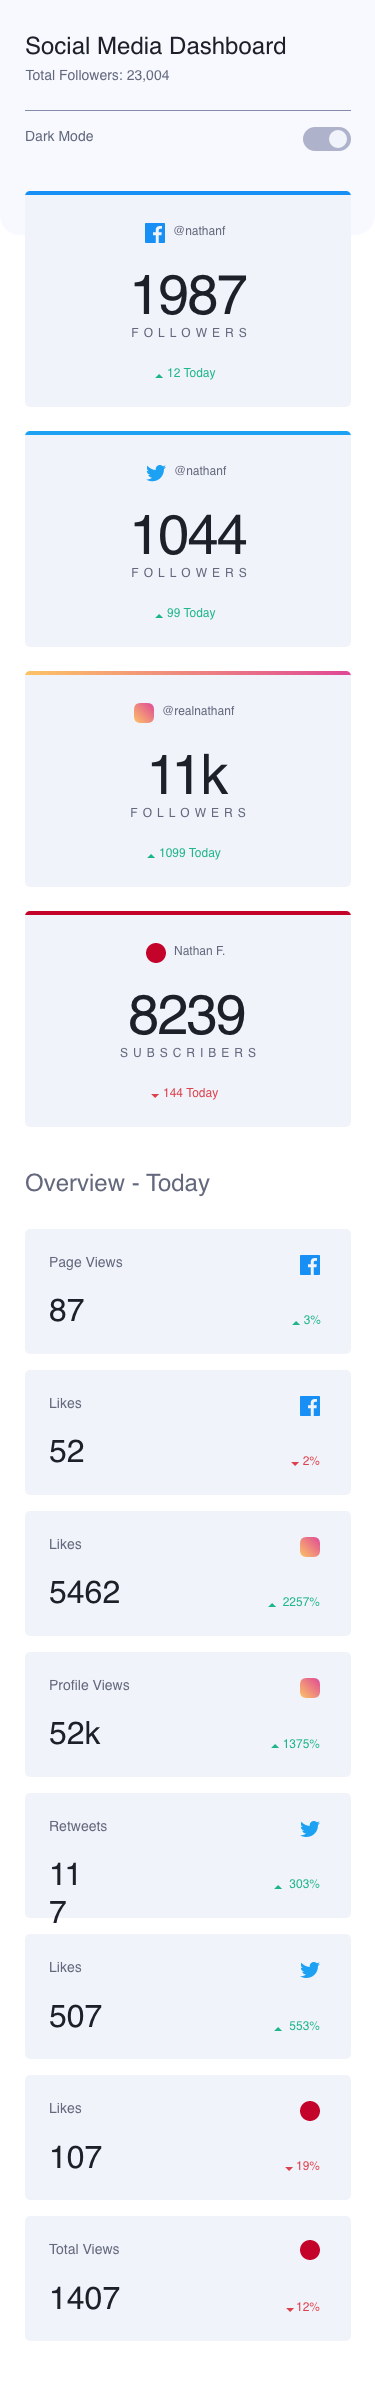 Social Media Dashboard
Total Followers: 23,004
Dark Mode
@nathanf
1987
FOLLOWERS
12 Today
@nathanf
1044
FOLLOWERS
99 Today
@realnathanf
11k
FOLLOWERS
1099 Today
Nathan F.
8239
SUBSCRIBERS
144 Today
Overview - Today
Page Views
87
3%
Likes
52
2%
Likes
5462
2257%
Profile Views
52k
1375%
Retweets
11
7
303%
Likes
507
553%
Likes
107
19%
Total Views
1407
12%